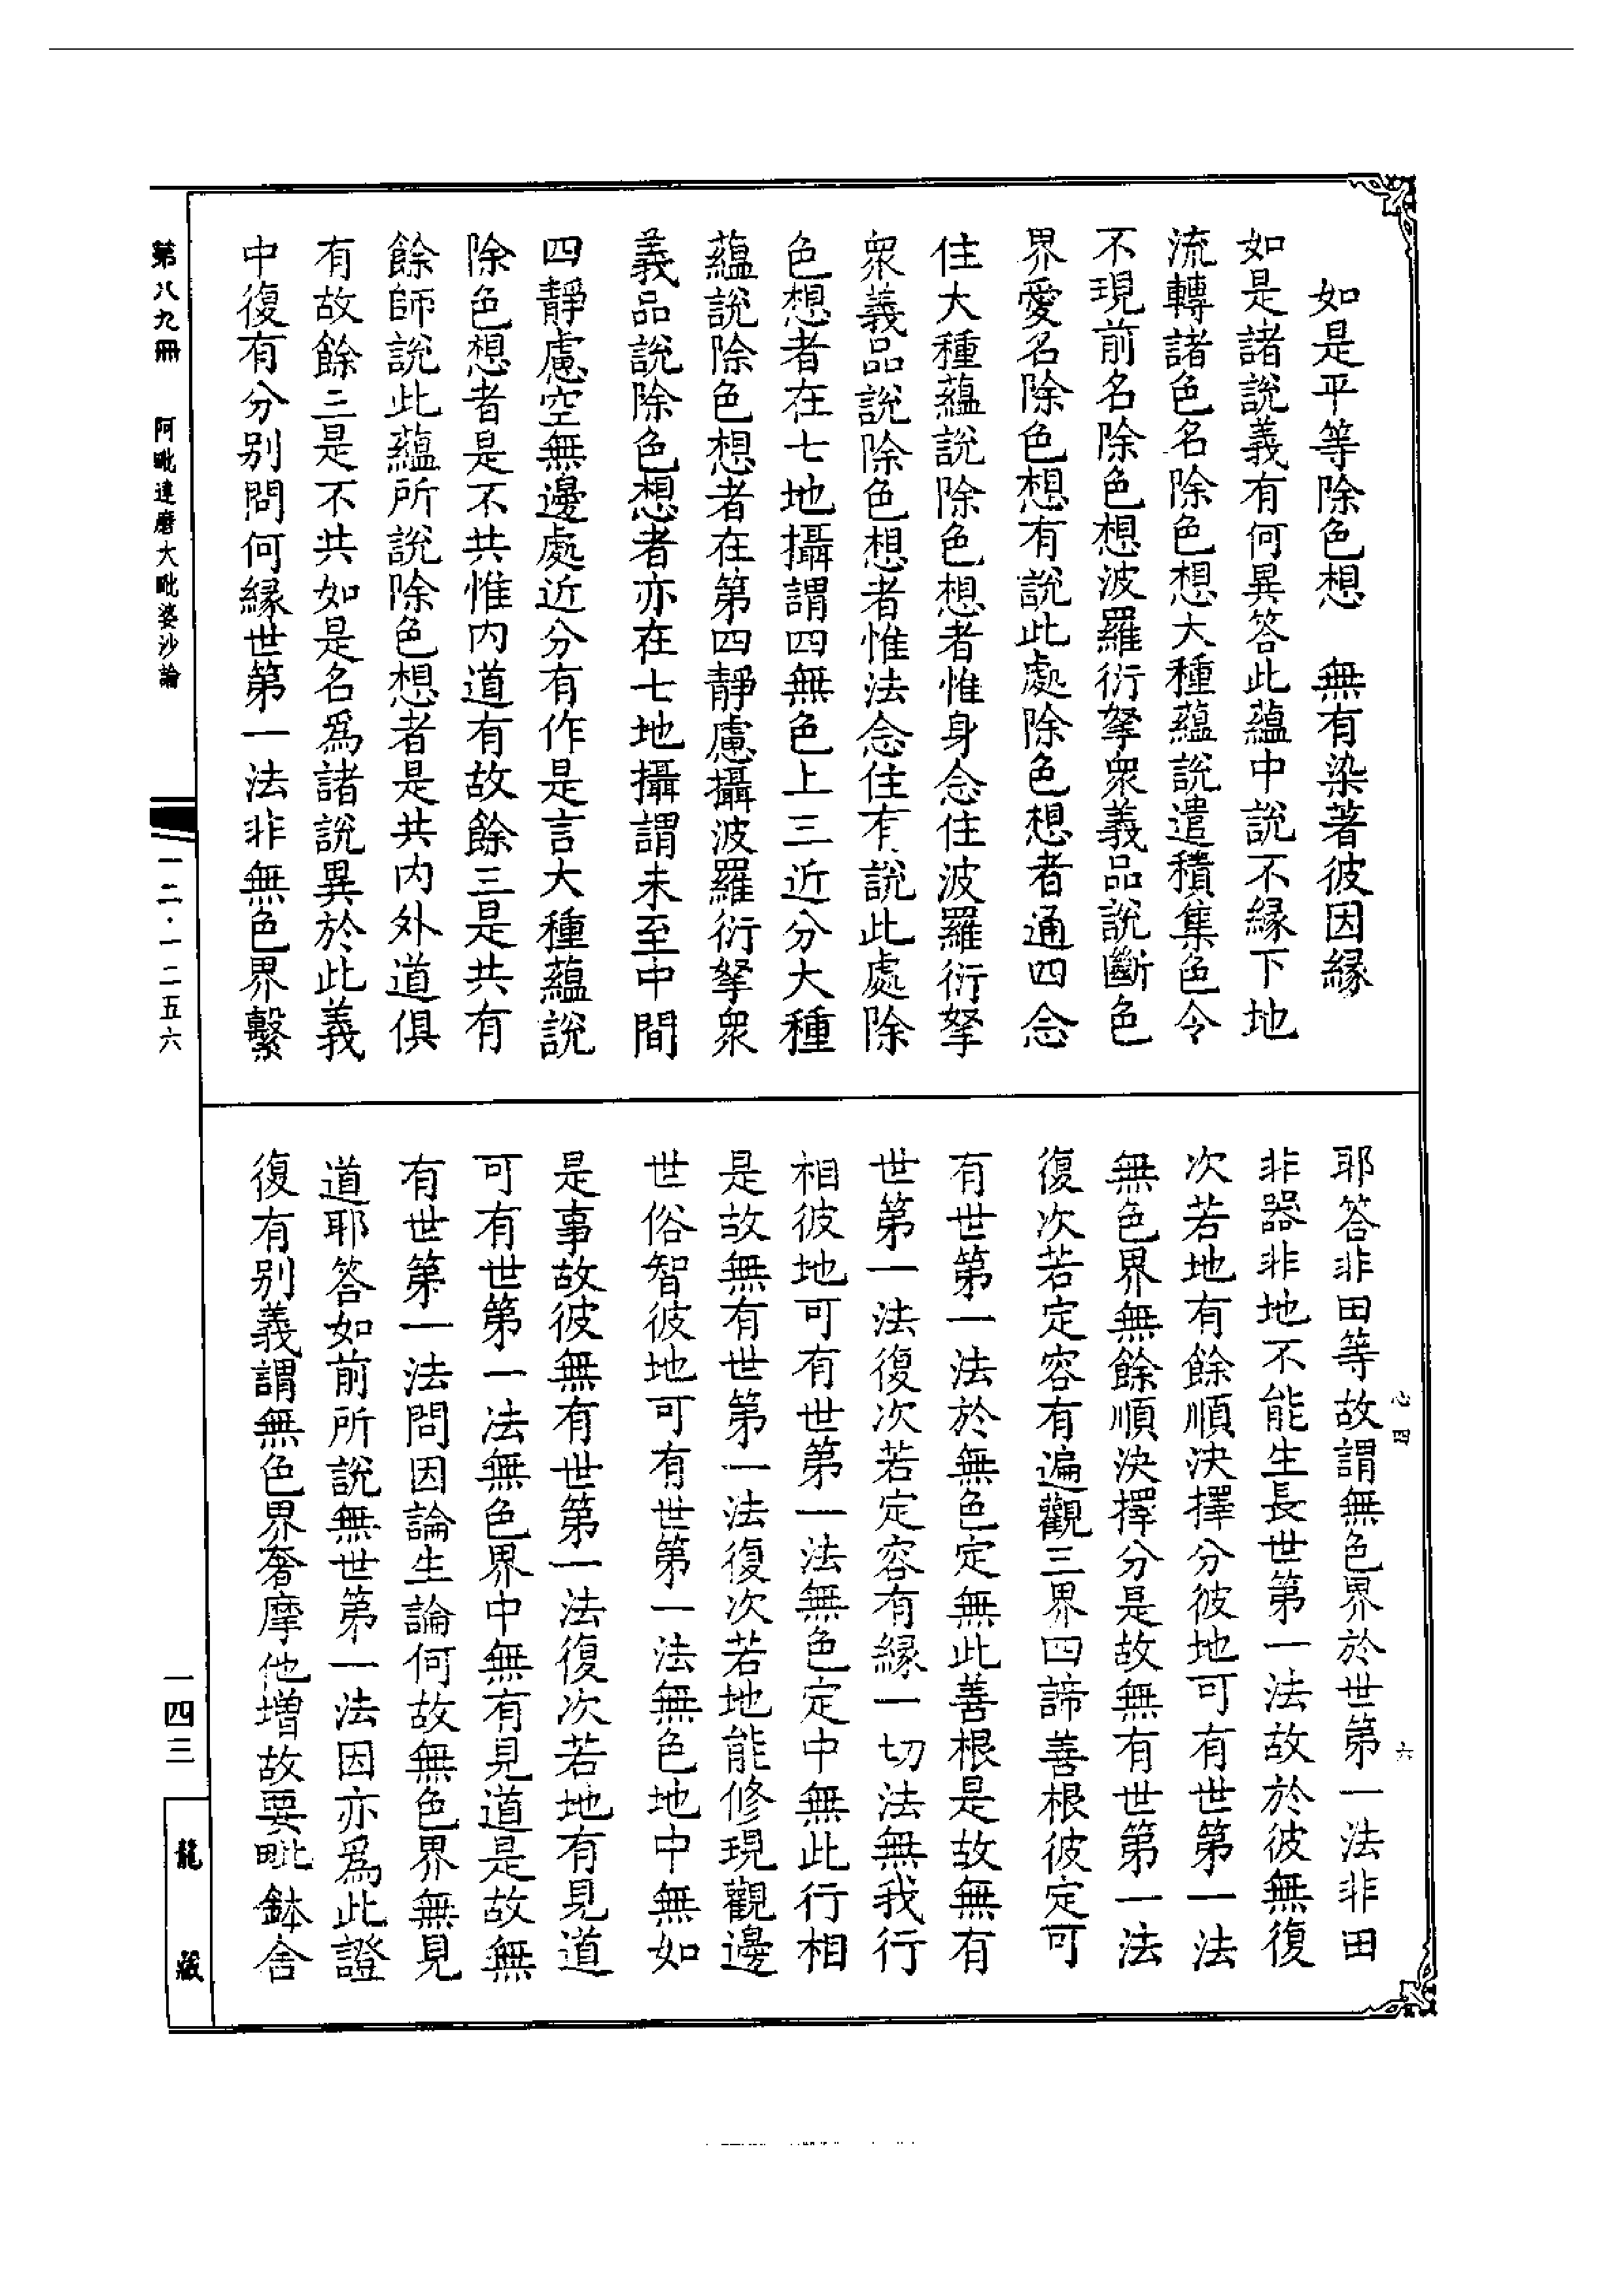 如是平等除色想　無有染著彼因緣
如是諸說義有何異答此蘊中說不緣下地
流轉諸色名除色想大種蘊說遣積集色令
不現前名除色想波羅衍拏衆義品說斷色
界愛名除色想有說此處除色想者通四念
住大種蘊說除色想者惟身念住波羅衍拏
衆義品說除色想者惟法念住有說此處除
色想者在七地攝謂四無色上三近分大種
蘊說除色想者在第四靜慮攝波羅衍拏衆
義品說除色想者亦在七地攝謂未至中間
四靜慮空無邊處近分有作是言大種蘊說
除色想者是不共惟内道有故餘三是共有
餘師說此蘊所說除色想者是共内外道俱
有故餘三是不共如是名爲諸說異於此義
中復有分别問何緣世第一法非無色界繫
心四
六
耶答非田等故謂無色界於世第一法非田
非器非地不能生長世第一法故於彼無復
次若地有餘順決擇分彼地可有世第一法
無色界無餘順決擇分是故無有世第一法
復次若定容有遍觀三界四諦善根彼定可
有世第一法於無色定無此善根是故無有
世第一法復次若定容有緣一切法無我行
相彼地可有世第一法無色定中無此行相
是故無有世第一法復次若地能修現觀邊
世俗智彼地可有世第一法無色地中無如
是事故彼無有世第一法復次若地有見道
可有世第一法無色界中無有見道是故無
有世第一法問因論生論何故無色界無見
道耶答如前所說無世第一法因亦爲此證
復有别義謂無色界奢摩他增故要毗鉢舍
第八九冊　阿毗達磨大毗婆沙論
一二·一二五六
一四三
龍藏